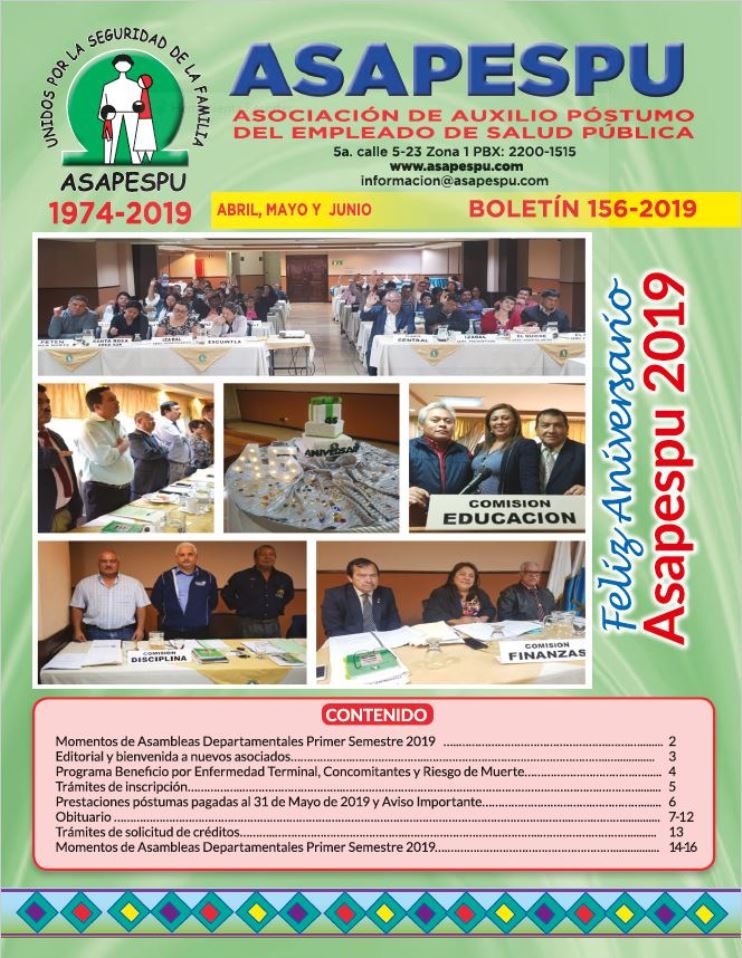 UNIDOS POR LA SEGURIDAD DE LA FAMILIA
ASAPESPU
1974-2019
ASAPESPU
ASOCIACIÓN DE AUXILIO PÓSTUMO
DEL EMPLEADO DE SALUD PÚBLICA
5a. calle 5-23 Zona 1 PBX: 2200-1515
www.asapespu.com
informacion@asapespu.com
ABRIL, MAYO Y JUNIO
BOLETÍN 156-2019
PETEN
SANTA ROSA
IZABAL
ESCUINTLA
CENTRAL
IZABAL
EL QUICHE
45
ANIVERSARIO
COMISION
EDUCACION
COMISION
DISCIPLINA
COMISION
FINANZAS
Felíz Aniversario
Asapespu 2019
CONTENIDO
Momentos de Asambleas Departamentales Primer Semestre 2019 ........ 2
Editorial y bienvenida a nuevos asociados........ 3
Programa Beneficio por Enfermedad Terminal, Concomitantes y Riesgo de Muerte........ 4
Trámites de inscripción........ 5
Prestaciones póstumas pagadas al 31 de Mayo de 2019 y Aviso Importante........ 6
Obituario ........ 7-12
Trámites de solicitud de créditos........ 13
Momentos de Asambleas Departamentales Primer Semestre 2019........ 14-16